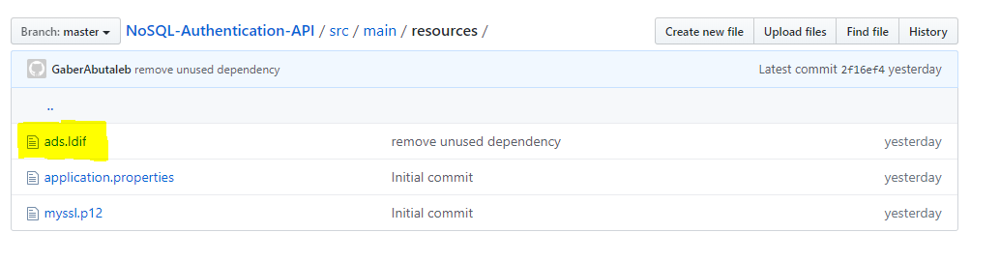 Branch: master NoSQL-Authentication-API / src / main / resources / Create new file Upload files Find file History
GaberAbutaleb remove unused dependency Latest commit 2f16ef4 yesterday
..
ads.ldif remove unused dependency yesterday
application.properties Initial commit yesterday
myssl.p12 Initial commit yesterday